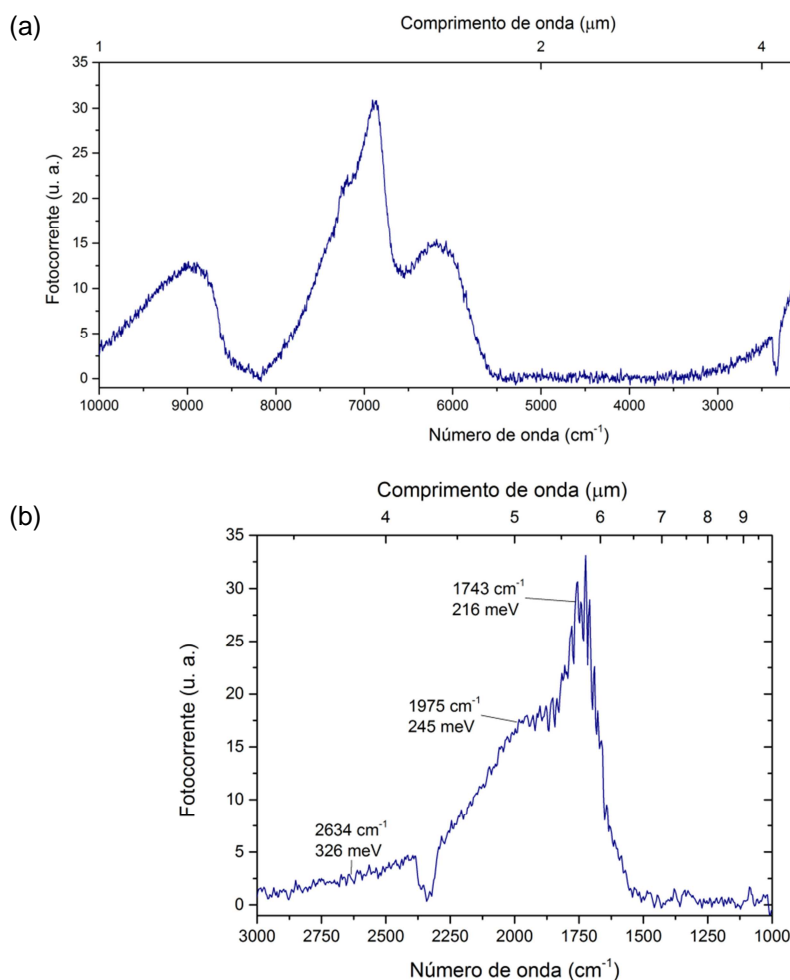 (a)
Comprimento de onda (μm)
1 2 4
35
30
25
20
15
10
5
0
Fotocorrente (u. a.)
10000 9000 8000 7000 6000 5000 4000 3000
Número de onda (cm⁻¹)
(b)
Comprimento de onda (μm)
4 5 6 7 8 9
35
30
25
20
15
10
5
0
Fotocorrente (u. a.)
1743 cm⁻¹
216 meV
1975 cm⁻¹
245 meV
2634 cm⁻¹
326 meV
3000 2750 2500 2250 2000 1750 1500 1250 1000
Número de onda (cm⁻¹)